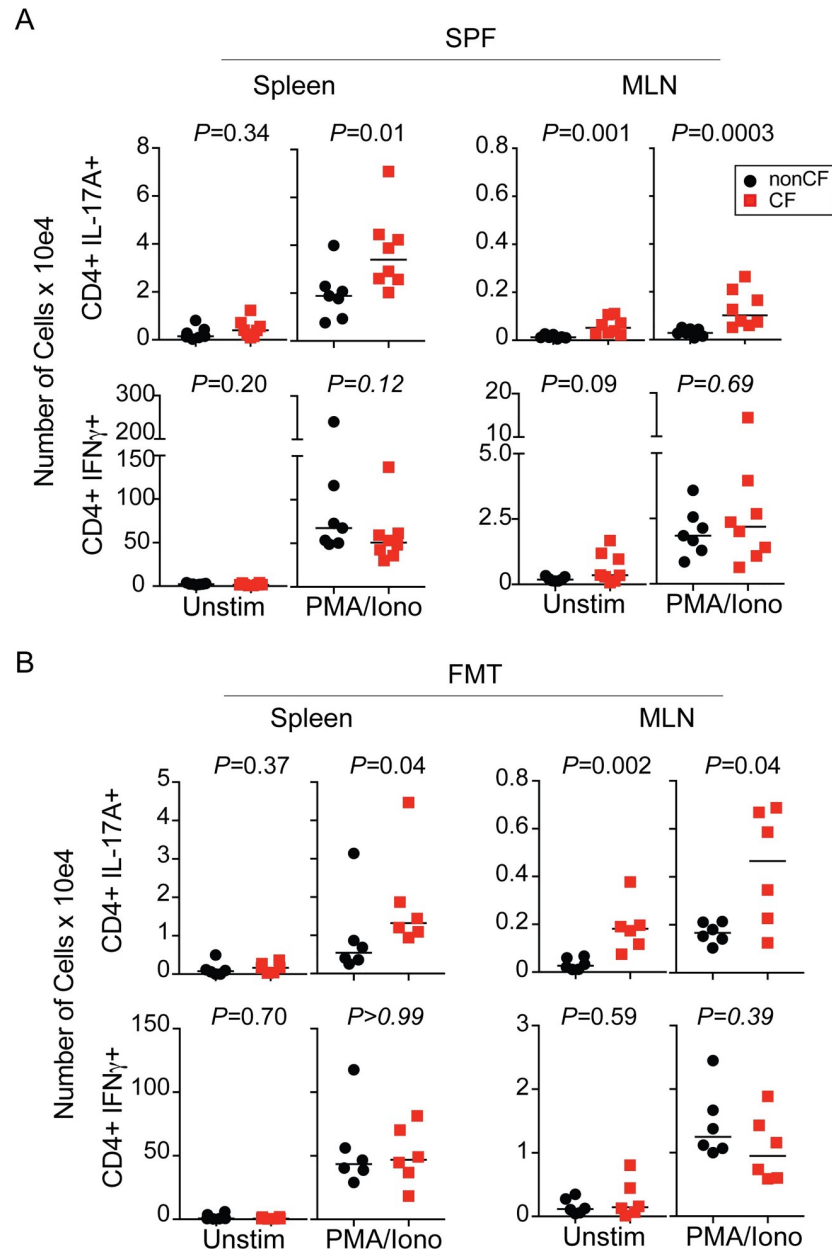 A
SPF
Spleen MLN
P=0.34 P=0.01 P=0.001 P=0.0003
nonCF
CF
Number of Cells x 10e4
CD4+ IL-17A+
8
6
4
2
0
0.8
0.6
0.4
0.2
0
P=0.20 P=0.12 P=0.09 P=0.69
CD4+ IFNγ+
300
200
150
100
50
0
20
10
5.0
2.5
0
Unstim PMA/Iono Unstim PMA/Iono
B
FMT
Spleen MLN
P=0.37 P=0.04 P=0.002 P=0.04
Number of Cells x 10e4
CD4+ IL-17A+
5
4
3
2
1
0
0.8
0.6
0.4
0.2
0
P=0.70 P>0.99 P=0.59 P=0.39
CD4+ IFNγ+
150
100
50
0
3
2
1
0
Unstim PMA/Iono Unstim PMA/Iono